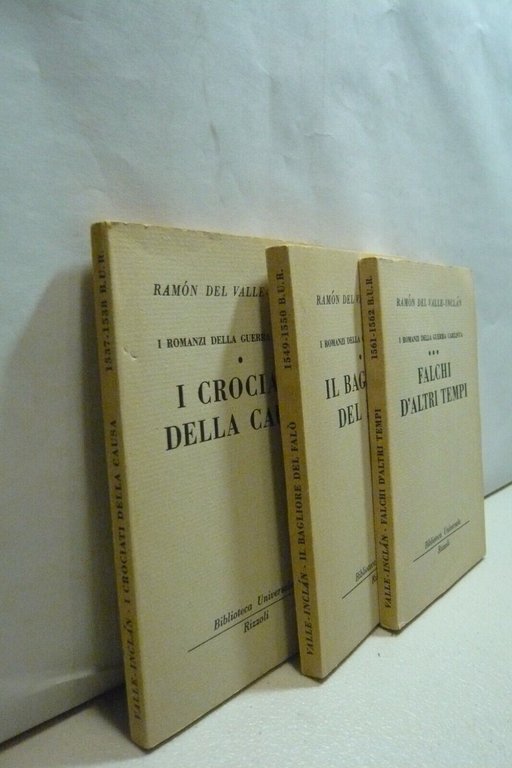 1537-1538 B.U.R.
VALLE-INCLÁN - I CROCIATI DELLA CAUSA
RAMÓN DEL VALLE-
I ROMANZI DELLA GUERRA
I CROCIA
DELLA CAU
Biblioteca Universa
Rizzoli
1549-1550 B.U.R.
VALLE-INCLÁN - IL BAGLIORE DEL FALÒ
RAMÓN DEL V
I ROMANZI DELLA
IL BAG
DEL
Biblio
R
1561-1562 B.U.R.
VALLE-INCLÁN - FALCHI D'ALTRI TEMPI
RAMÓN DEL VALLE-INCLÁN
I ROMANZI DELLA GUERRA CARLISTA
***
FALCHI
D'ALTRI TEMPI
Biblioteca Universale
Rizzoli